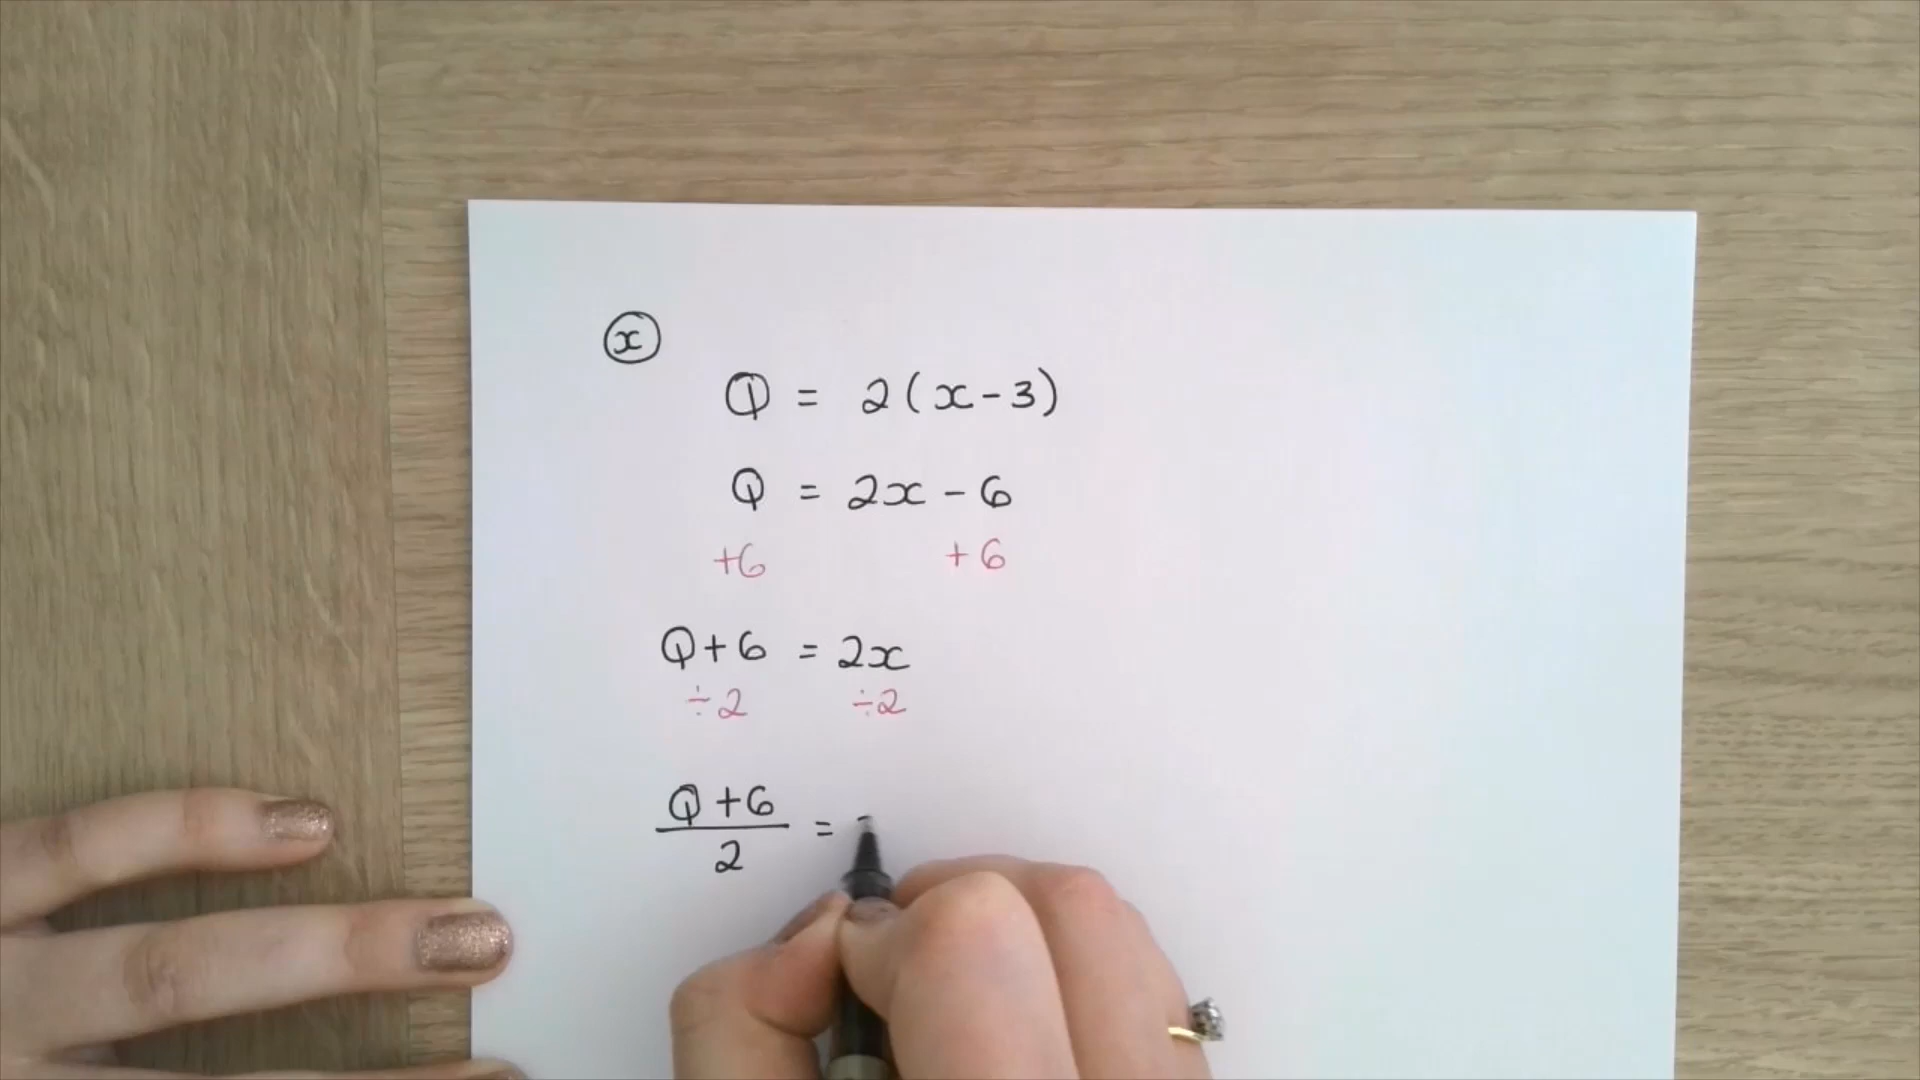 x
Q = 2(x-3)
Q = 2x - 6
+6 +6
Q+6 = 2x
÷2 ÷2
Q+6
2 =